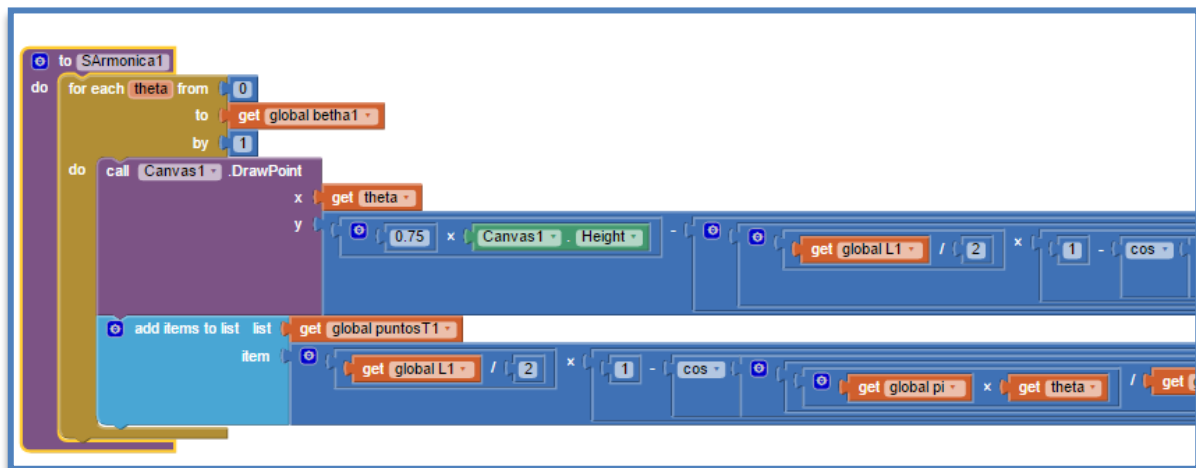 to SArmonica1
do for each theta from 0
to get global betha1
by 1
do call Canvas1 .DrawPoint
x get theta
y 0.75 × Canvas1 . Height - get global L1 / 2 × 1 - cos
add items to list list get global puntosT1
item get global L1 / 2 × 1 - cos get global pi × get theta / get